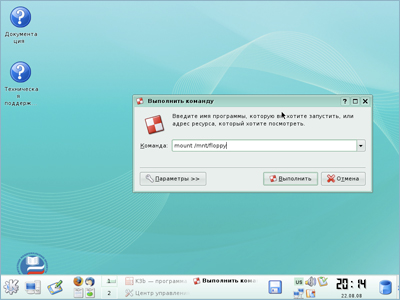 Документа
ция
Техническа
я
поддерж
Выполнить команду
Введите имя программы, которую вы хотите запустить, или
адрес ресурса, который хотите посмотреть.
Команда:
mount /mnt/floppy
Параметры >>
Выполнить
Отмена
1
2
K3b — программа
Центр управлени
Выполнить кома
us
20:14
22.08.08